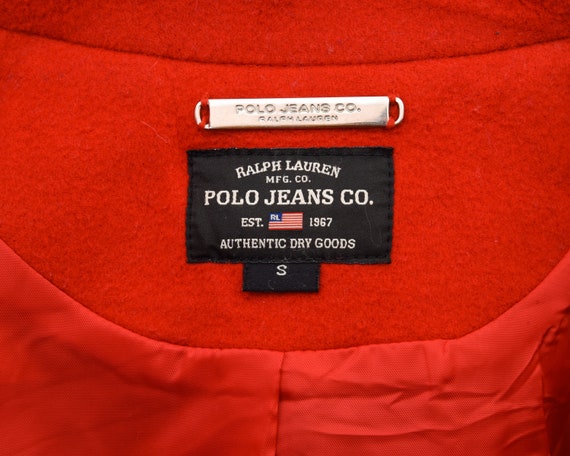 POLO JEANS CO.
RALPH LAUREN
RALPH LAUREN
MFG. CO.
POLO JEANS CO.
EST. RL 1967
AUTHENTIC DRY GOODS
S